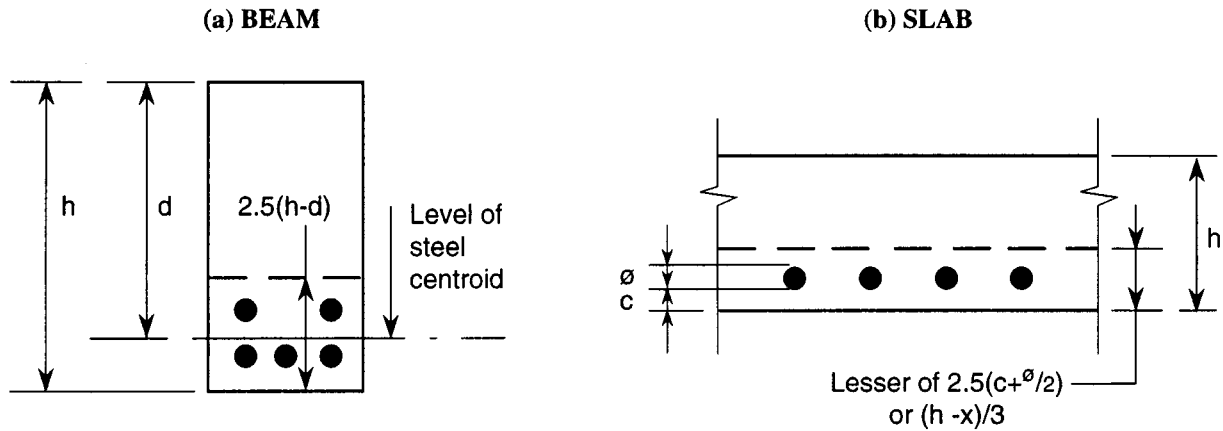 (a) BEAM
(b) SLAB
h
d
2.5(h-d)
Level of
steel
centroid
ø
c
h
Lesser of 2.5(c+ø/2)
or (h -x)/3